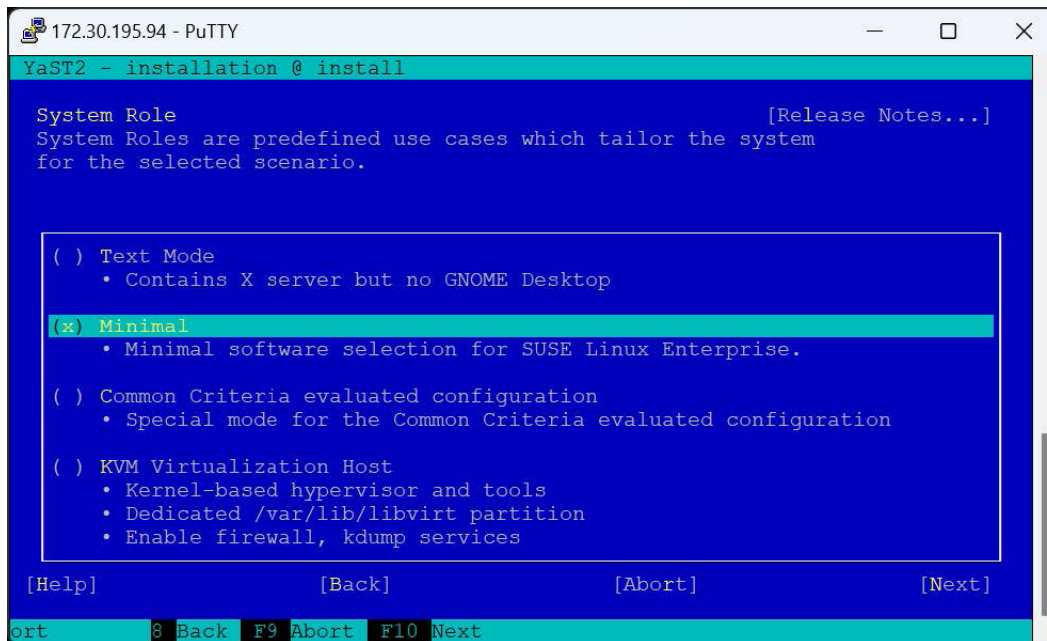 172.30.195.94 - PuTTY
YaST2 - installation @ install
System Role [Release Notes...]
System Roles are predefined use cases which tailor the system
for the selected scenario.
( ) Text Mode
• Contains X server but no GNOME Desktop
(x) Minimal
• Minimal software selection for SUSE Linux Enterprise.
( ) Common Criteria evaluated configuration
• Special mode for the Common Criteria evaluated configuration
( ) KVM Virtualization Host
• Kernel-based hypervisor and tools
• Dedicated /var/lib/libvirt partition
• Enable firewall, kdump services
[Help] [Back] [Abort] [Next]
ort 8 Back F9 Abort F10 Next